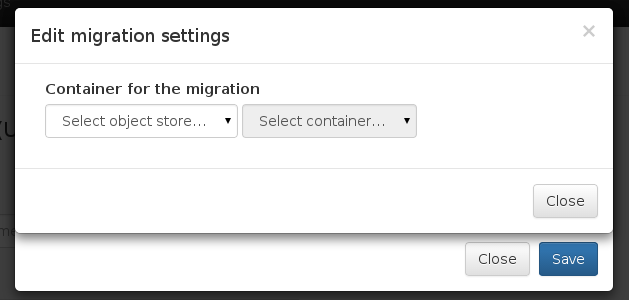 Edit migration settings ×
Container for the migration
Select object store... Select container...
Close
Close Save